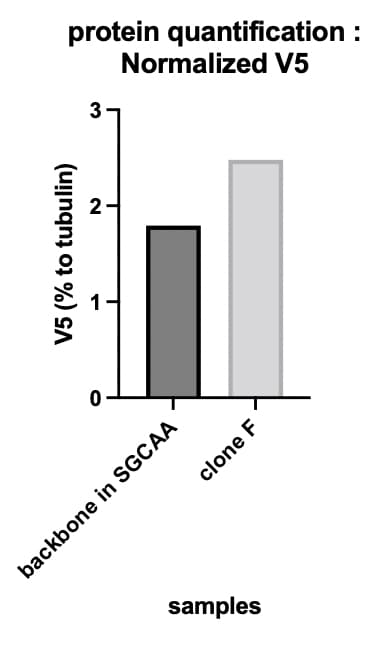 protein quantification :
Normalized V5
V5 (% to tubulin)
3
2
1
0
backbone in SGCAA
clone F
samples